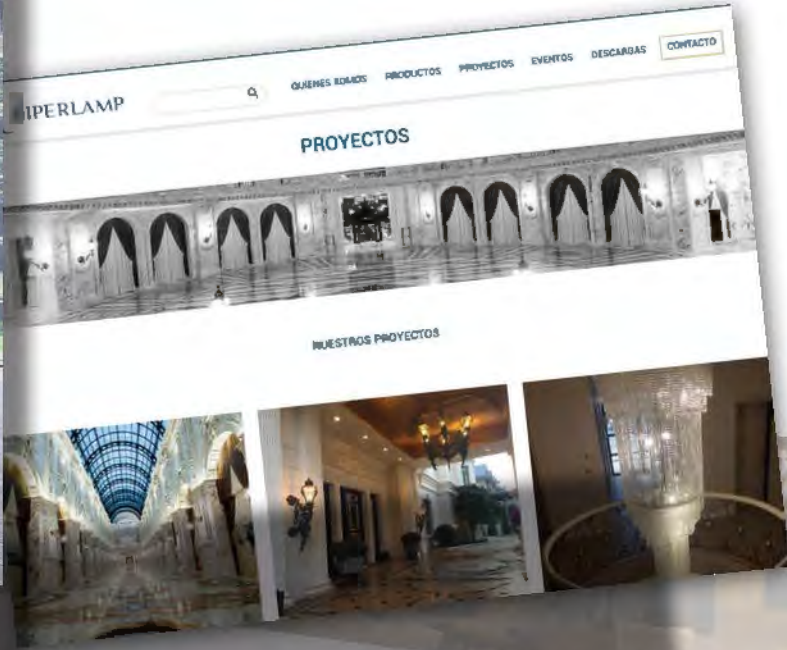 IPERLAMP
QUIENES SOMOS PRODUCTOS PROYECTOS EVENTOS DESCARGAS CONTACTO
PROYECTOS
NUESTROS PROYECTOS